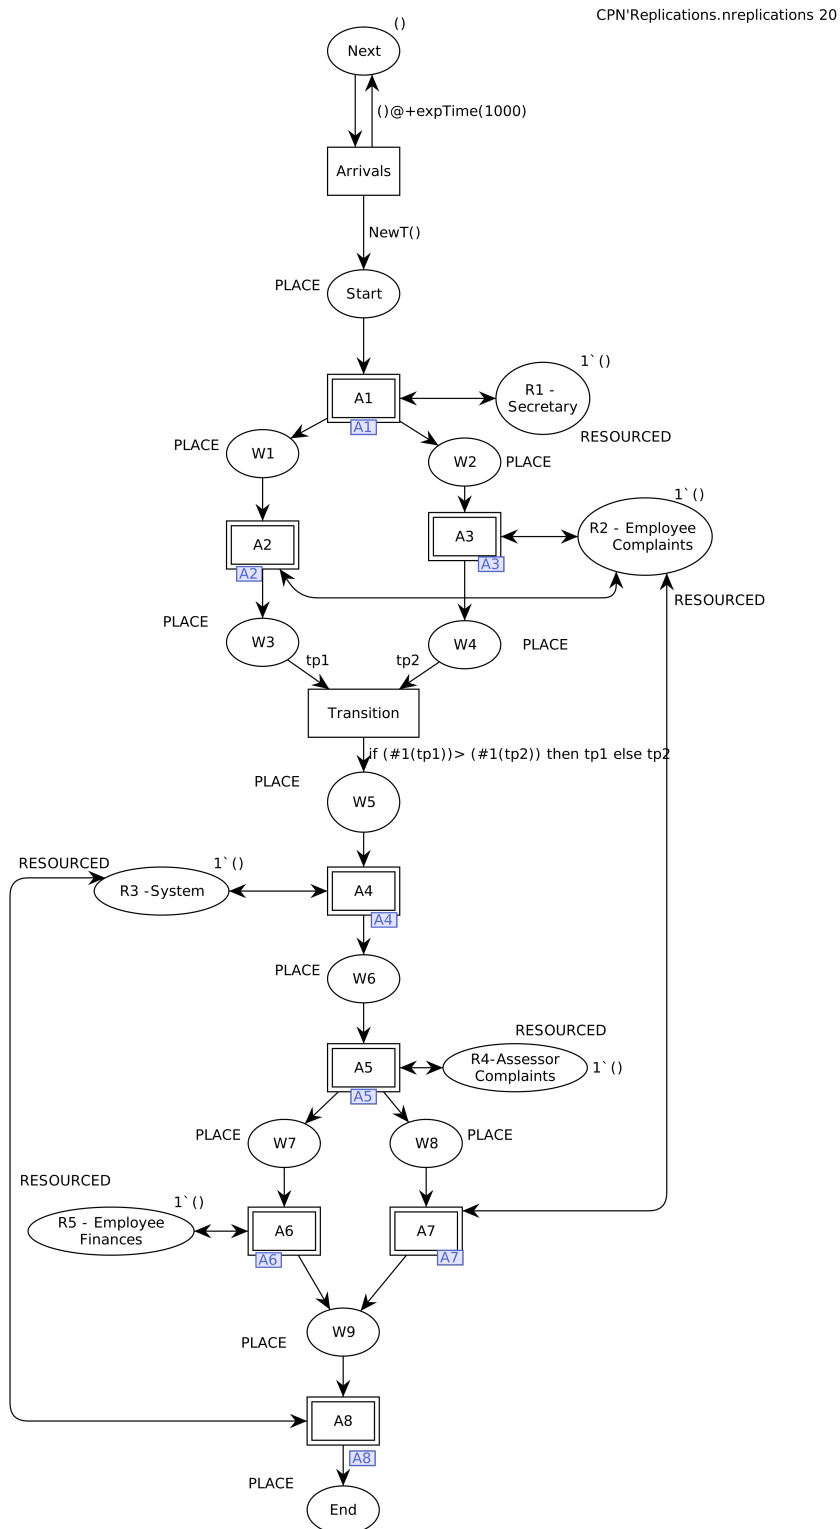 CPN'Replications.nreplications 20
()
Next
()@+expTime(1000)
Arrivals
NewT()
PLACE
Start
1`()
A1
R1 -
Secretary
A1
RESOURCED
PLACE
W1
W2
PLACE
1`()
A2
A3
R2 - Employee
Complaints
A2
A3
RESOURCED
PLACE
W3
W4
PLACE
tp1
tp2
Transition
if (#1(tp1))> (#1(tp2)) then tp1 else tp2
PLACE
W5
RESOURCED
1`()
R3 -System
A4
A4
PLACE
W6
RESOURCED
A5
R4-Assessor
Complaints
1`()
A5
PLACE
W7
W8
PLACE
RESOURCED
1`()
R5 - Employee
Finances
A6
A7
A6
A7
W9
PLACE
A8
A8
PLACE
End